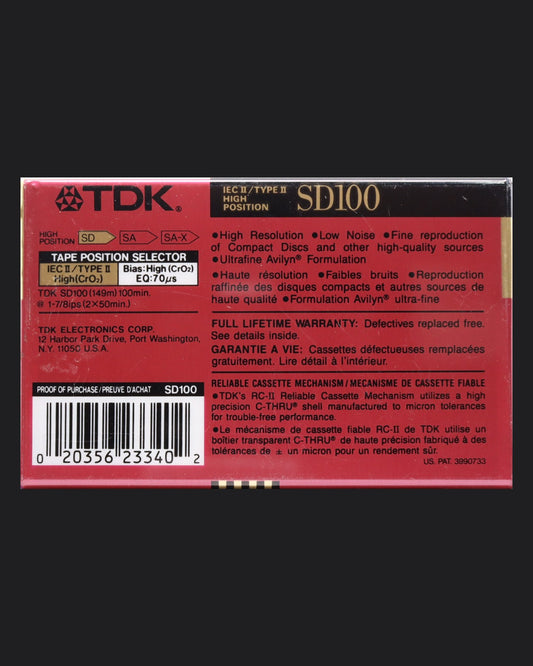 TDK®
IEC II/TYPE II
HIGH
POSITION
SD100
HIGH
POSITION
SD
SA
SA-X
TAPE POSITION SELECTOR
IEC II/TYPE II
High(CrO₂)
Bias:High(CrO₂)
EQ:70µs
TDK SD100(149m)100min.
@ 1-7/8ips(2×50min.)
TDK ELECTRONICS CORP.
12 Harbor Park Drive, Port Washington,
N.Y. 11050 U.S.A.
PROOF OF PURCHASE/PREUVE D'ACHAT SD100
0 20356 23340 2
●High Resolution ●Low Noise ●Fine reproduction
of Compact Discs and other high-quality sources
●Ultrafine Avilyn® Formulation
●Haute résolution ●Faibles bruits ●Reproduction
raffinée des disques compacts et autres sources de
haute qualité ●Formulation Avilyn® ultra-fine
FULL LIFETIME WARRANTY: Defectives replaced free.
See details inside.
GARANTIE A VIE: Cassettes défectueuses remplacées
gratuitement. Lire détail à l'intérieur.
RELIABLE CASSETTE MECHANISM/MECANISME DE CASSETTE FIABLE
●TDK's RC-II Reliable Cassette Mechanism utilizes a high
precision C-THRU® shell manufactured to micron tolerances
for trouble-free performance.
●Le mécanisme de cassette fiable RC-II de TDK utilise un
boîtier transparent C-THRU® de haute précision fabriqué à des
tolérances de ± un micron pour un rendement sûr.
US. PAT. 3990733